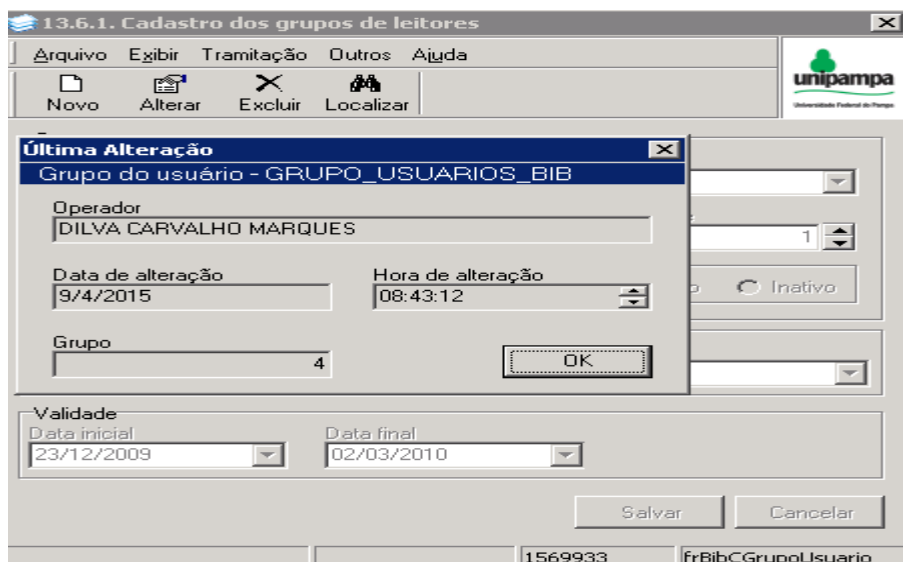 13.6.1. Cadastro dos grupos de leitores
Arquivo Exibir Tramitação Outros Ajuda
Novo Alterar Excluir Localizar
unipampa
Universidade Federal do Pampa
Última Alteração
Grupo do usuário - GRUPO_USUARIOS_BIB
Operador
DILVA CARVALHO MARQUES
1
Data de alteração Hora de alteração
9/4/2015 08:43:12
Inativo
Grupo
4
OK
Validade
Data inicial Data final
23/12/2009 02/03/2010
Salvar Cancelar
1569933 frBibCGrupoUsuario